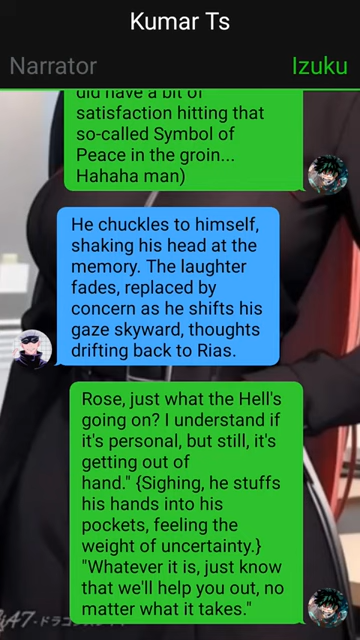 Kumar Ts
Narrator
Izuku
did have a bit of
satisfaction hitting that
so-called Symbol of
Peace in the groin...
Hahaha man)
He chuckles to himself,
shaking his head at the
memory. The laughter
fades, replaced by
concern as he shifts his
gaze skyward, thoughts
drifting back to Rias.
Rose, just what the Hell's
going on? I understand if
it's personal, but still, it's
getting out of
hand." {Sighing, he stuffs
his hands into his
pockets, feeling the
weight of uncertainty.}
"Whatever it is, just know
that we'll help you out, no
matter what it takes."